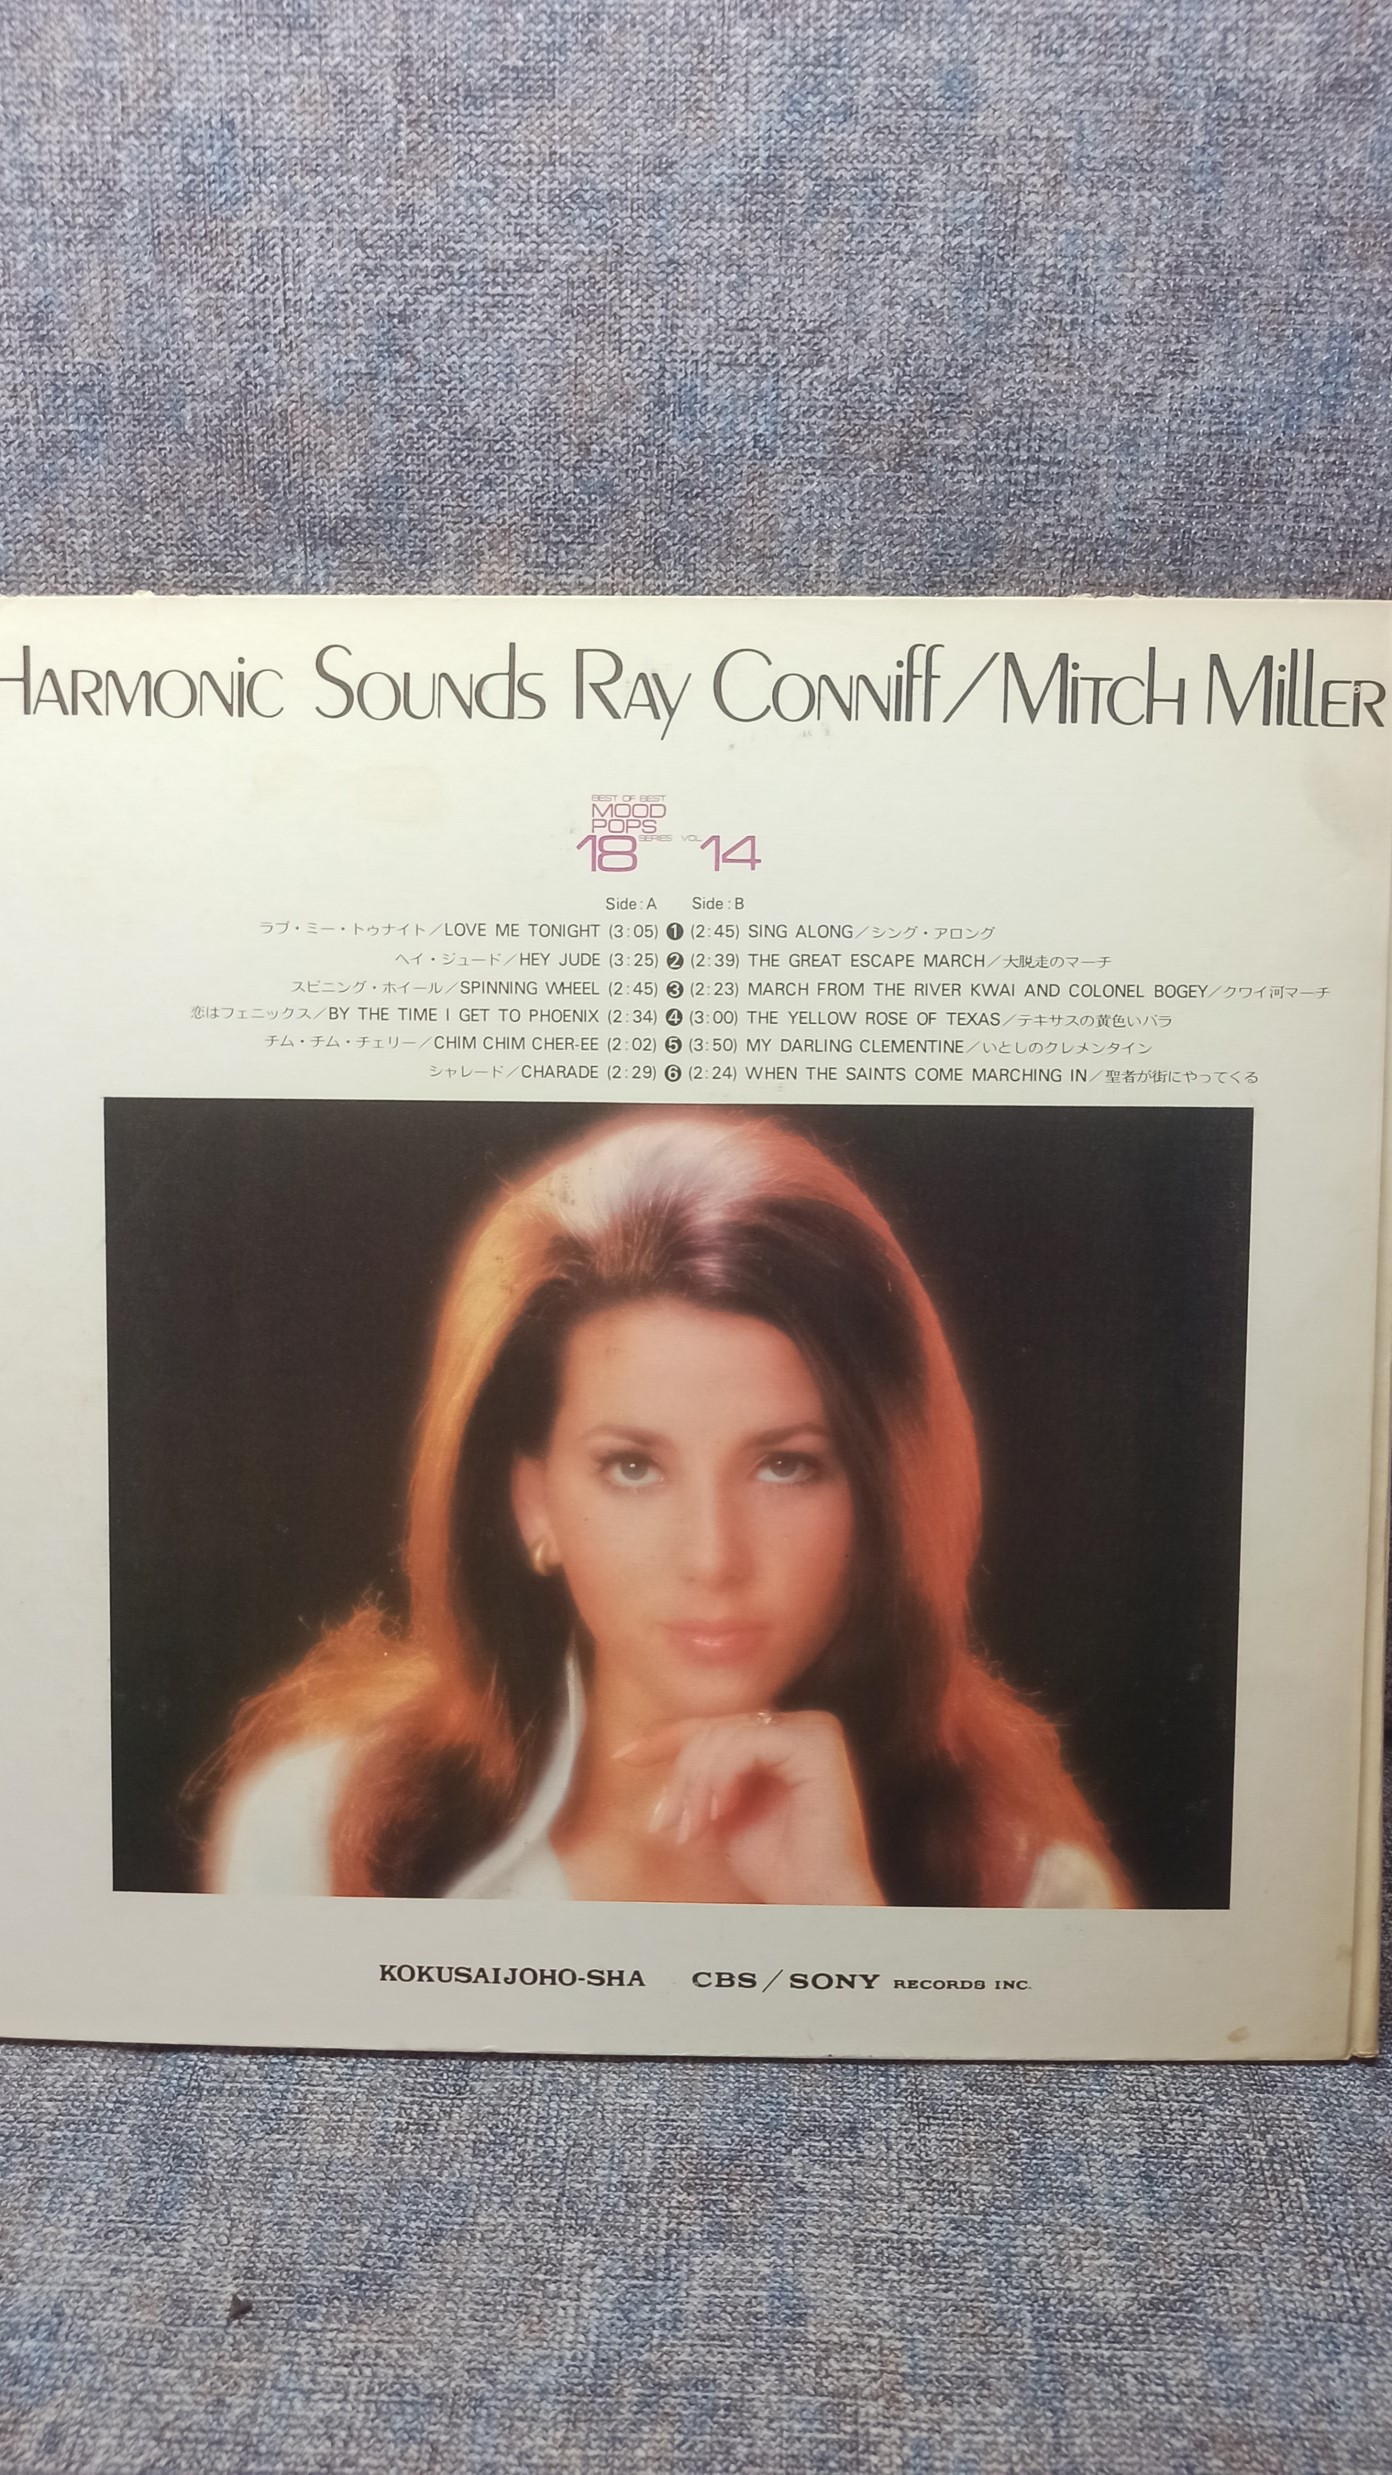 HARMONIC SOUNDS RAY CONNIFF/MITCH MILLER
BEST OF BEST
MOOD
POPS
18 SERIES VOL. 14
Side:A Side:B
ラブ・ミー・トゥナイト/LOVE ME TONIGHT (3:05) ❶ (2:45) SING ALONG/シング・アロング
ヘイ・ジュード/HEY JUDE (3:25) ❷ (2:39) THE GREAT ESCAPE MARCH/大脱走のマーチ
スピニング・ホイール/SPINNING WHEEL (2:45) ❸ (2:23) MARCH FROM THE RIVER KWAI AND COLONEL BOGEY/クワイ河マーチ
恋はフェニックス/BY THE TIME I GET TO PHOENIX (2:34) ❹ (3:00) THE YELLOW ROSE OF TEXAS/テキサスの黄色いバラ
チム・チム・チェリー/CHIM CHIM CHER-EE (2:02) ❺ (3:50) MY DARLING CLEMENTINE/いとしのクレメンタイン
シャレード/CHARADE (2:29) ❻ (2:24) WHEN THE SAINTS COME MARCHING IN/聖者が街にやってくる
KOKUSAIJOHO-SHA CBS/SONY RECORDS INC.